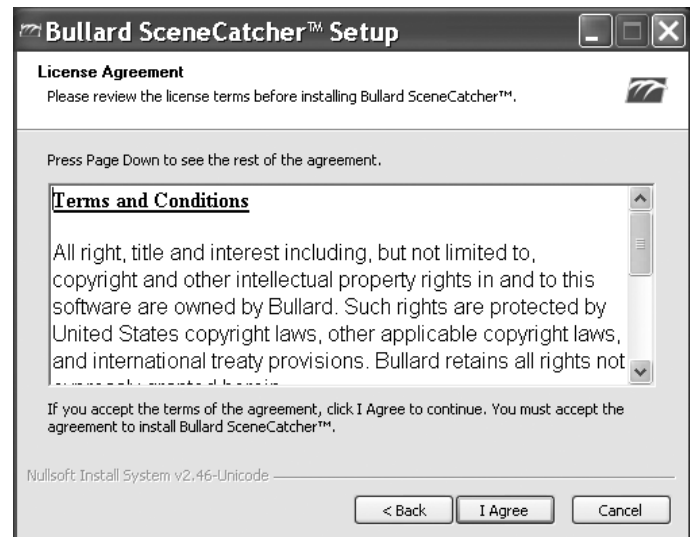 Bullard SceneCatcher™ Setup
License Agreement
Please review the license terms before installing Bullard SceneCatcher™.
Press Page Down to see the rest of the agreement.
Terms and Conditions
All right, title and interest including, but not limited to,
copyright and other intellectual property rights in and to this
software are owned by Bullard. Such rights are protected by
United States copyright laws, other applicable copyright laws,
and international treaty provisions. Bullard retains all rights not
If you accept the terms of the agreement, click I Agree to continue. You must accept the
agreement to install Bullard SceneCatcher™.
Nullsoft Install System v2.46-Unicode
< Back I Agree Cancel